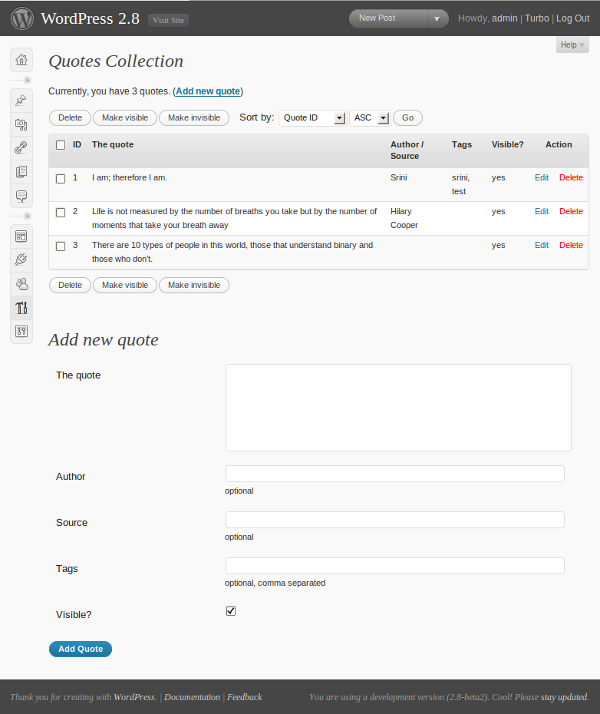 WordPress 2.8 Visit Site New Post Howdy, admin | Turbo | Log Out
Help
Quotes Collection
Currently, you have 3 quotes. (Add new quote)
Delete Make visible Make invisible Sort by: Quote ID ASC Go
ID The quote Author / Source Tags Visible? Action
1 I am; therefore I am. Srini srini, test yes Edit Delete
2 Life is not measured by the number of breaths you take but by the number of Hilary Cooper yes Edit Delete
moments that take your breath away
3 There are 10 types of people in this world, those that understand binary and yes Edit Delete
those who don't.
Delete Make visible Make invisible
Add new quote
The quote
Author
optional
Source
optional
Tags
optional, comma separated
Visible?
Add Quote
Thank you for creating with WordPress. | Documentation | Feedback You are using a development version (2.8-beta2). Cool! Please stay updated.